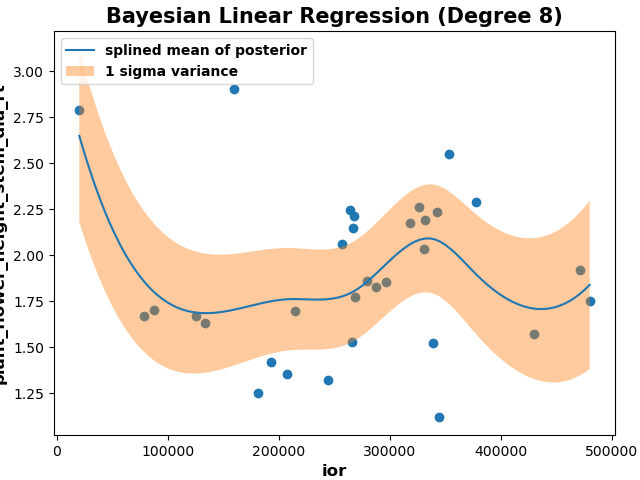 Bayesian Linear Regression (Degree 8)
splined mean of posterior
1 sigma variance
3.00
2.75
2.50
2.25
2.00
1.75
1.50
1.25
plant_flower_height_stem_dia_rt
0
100000
200000
300000
400000
500000
ior